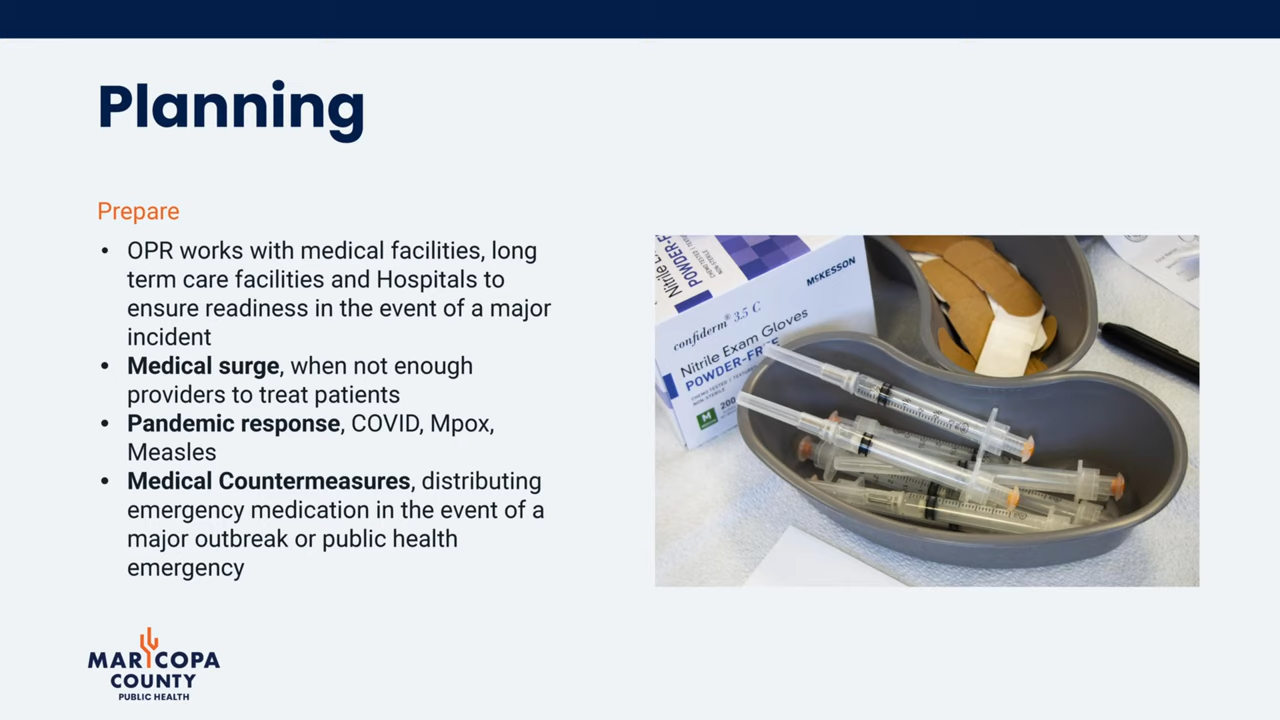 Planning
Prepare
• OPR works with medical facilities, long
term care facilities and Hospitals to
ensure readiness in the event of a major
incident
• Medical surge, when not enough
providers to treat patients
• Pandemic response, COVID, Mpox,
Measles
• Medical Countermeasures, distributing
emergency medication in the event of a
major outbreak or public health
emergency
McKESSON
confiderm® 3.5 C
Nitrile Exam Gloves
POWDER-FREE
200
MARICOPA
COUNTY
PUBLIC HEALTH